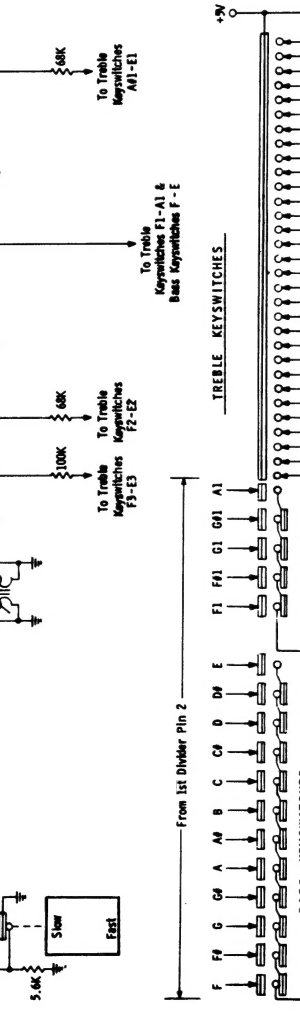 5.6K
Slow
Fast
100K
To Treble
Keyswitches
F3-E3
68K
To Treble
Keyswitches
F2-E2
To Treble
Keyswitches F1-A1 &
Bass Keyswitches F - E
68K
To Treble
Keyswitches
A#1-E1
From 1st Divider Pin 2
TREBLE KEYSWITCHES
F F# G G# A A# B C C# D D# E F1 F#1 G1 G#1 A1